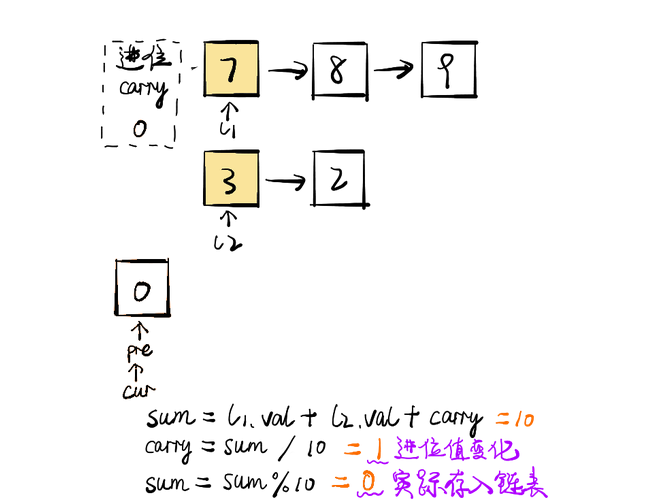 进位
carry
0
7 → 8 → 9
↑
l1
3 → 2
↑
l2
0
↑
pre
↑
cur
sum = l1.val + l2.val + carry = 10
carry = sum / 10 = 1 进位值变化
sum = sum % 10 = 0 实际存入链表